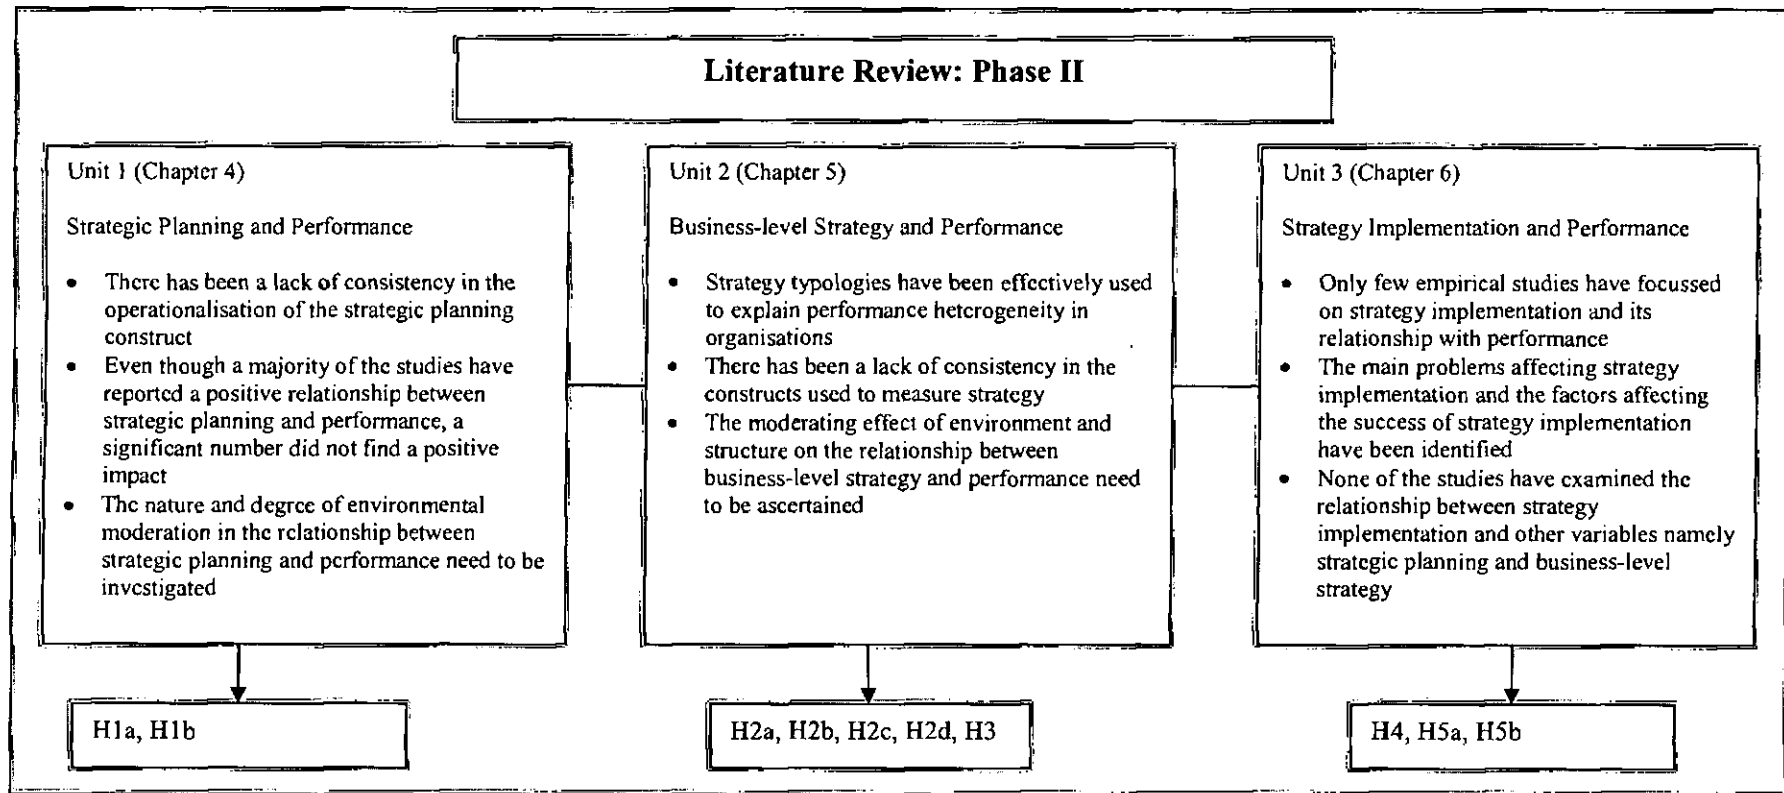 Literature Review: Phase II
Unit 1 (Chapter 4)
Strategic Planning and Performance
• There has been a lack of consistency in the
operationalisation of the strategic planning
construct
• Even though a majority of the studies have
reported a positive relationship between
strategic planning and performance, a
significant number did not find a positive
impact
• The nature and degree of environmental
moderation in the relationship between
strategic planning and performance need to be
investigated
H1a, H1b
Unit 2 (Chapter 5)
Business-level Strategy and Performance
• Strategy typologies have been effectively used
to explain performance heterogeneity in
organisations
• There has been a lack of consistency in the
constructs used to measure strategy
• The moderating effect of environment and
structure on the relationship between
business-level strategy and performance need
to be ascertained
H2a, H2b, H2c, H2d, H3
Unit 3 (Chapter 6)
Strategy Implementation and Performance
• Only few empirical studies have focussed
on strategy implementation and its
relationship with performance
• The main problems affecting strategy
implementation and the factors affecting
the success of strategy implementation
have been identified
• None of the studies have examined the
relationship between strategy
implementation and other variables namely
strategic planning and business-level
strategy
H4, H5a, H5b